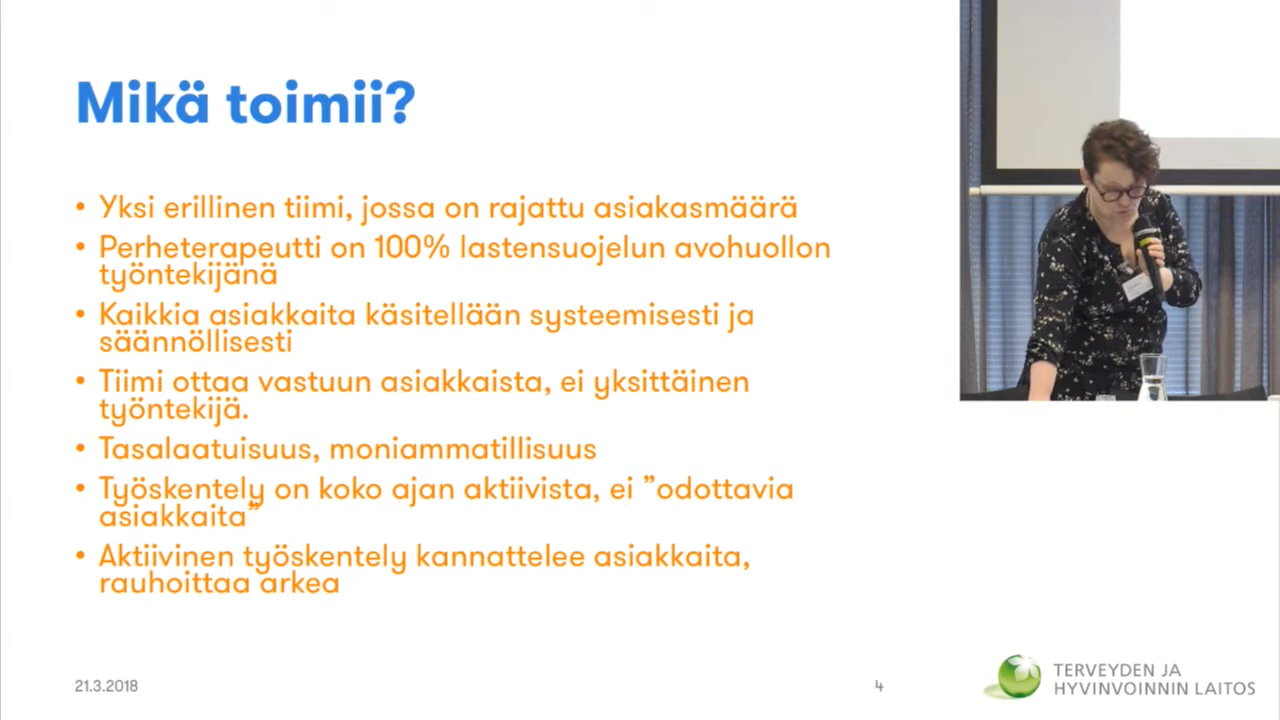 Mikä toimii?
• Yksi erillinen tiimi, jossa on rajattu asiakasmäärä
• Perheterapeutti on 100% lastensuojelun avohuollon
työntekijänä
• Kaikkia asiakkaita käsitellään systeemisesti ja
säännöllisesti
• Tiimi ottaa vastuun asiakkaista, ei yksittäinen
työntekijä.
• Tasalaatuisuus, moniammatillisuus
• Työskentely on koko ajan aktiivista, ei ”odottavia
asiakkaita”
• Aktiivinen työskentely kannattelee asiakkaita,
rauhoittaa arkea
21.3.2018
4
TERVEYDEN JA
HYVINVOINNIN LAITOS